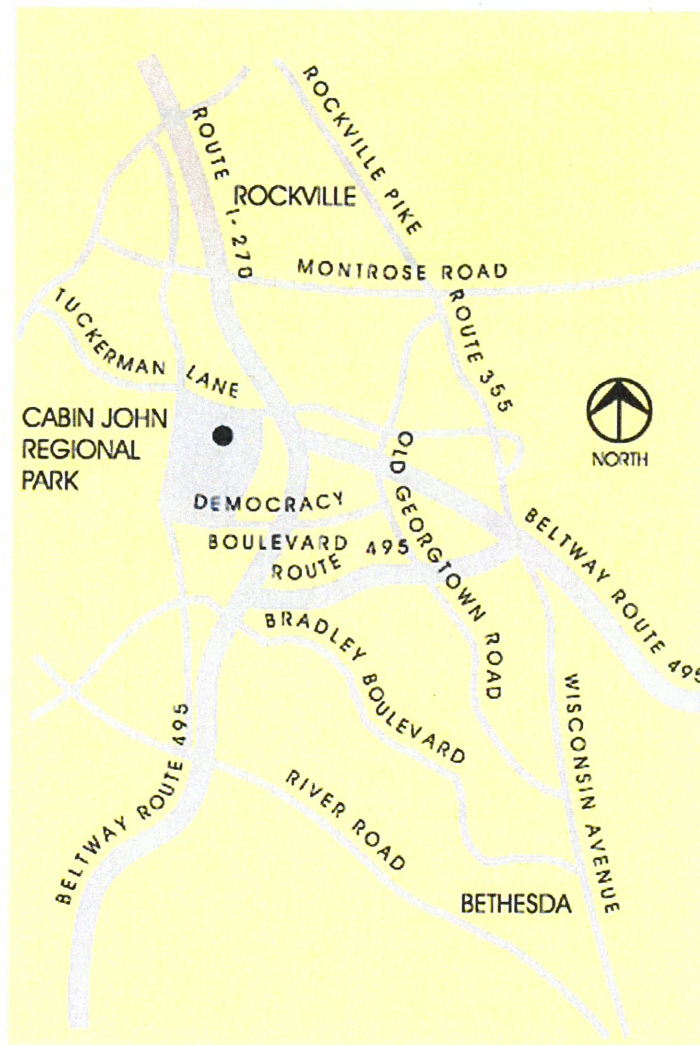 ROCKVILLE PIKE
ROUTE I-270
ROCKVILLE
MONTROSE ROAD
TUCKERMAN LANE
ROUTE 355
CABIN JOHN
REGIONAL
PARK
NORTH
OLD GEORGTOWN ROAD
DEMOCRACY
BOULEVARD
ROUTE 495
BELTWAY ROUTE 495
BRADLEY BOULEVARD
WISCONSIN AVENUE
BELTWAY ROUTE 495
RIVER ROAD
BETHESDA